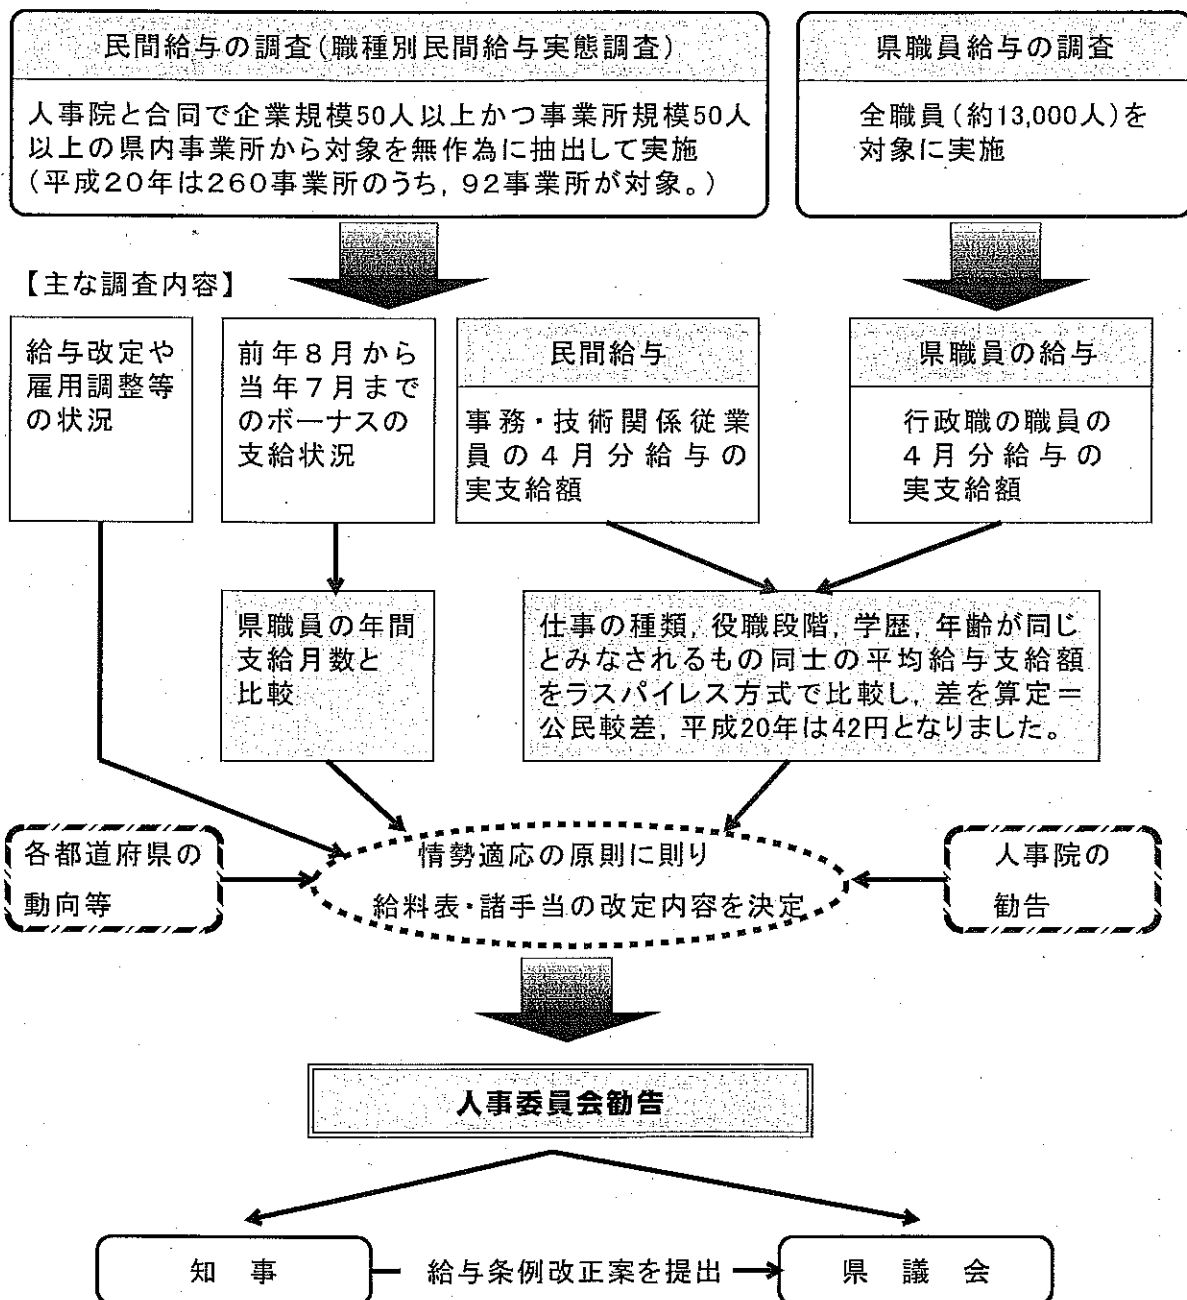 民間給与の調査(職種別民間給与実態調査)
人事院と合同で企業規模50人以上かつ事業所規模50人
以上の県内事業所から対象を無作為に抽出して実施
(平成20年は260事業所のうち，92事業所が対象。)
県職員給与の調査
全職員(約13,000人)を
対象に実施
【主な調査内容】
給与改定や
雇用調整等
の状況
前年8月から
当年7月まで
のボーナスの
支給状況
民間給与
事務・技術関係従業
員の4月分給与の
実支給額
県職員の給与
行政職の職員の
4月分給与の
実支給額
県職員の年間
支給月数と
比較
仕事の種類，役職段階，学歴，年齢が同じ
とみなされるもの同士の平均給与支給額
をラスパイレス方式で比較し，差を算定＝
公民較差，平成20年は42円となりました。
各都道府県の
動向等
情勢適応の原則に則り
給料表・諸手当の改定内容を決定
人事院の
勧告
人事委員会勧告
知　事
給与条例改正案を提出
県　議　会